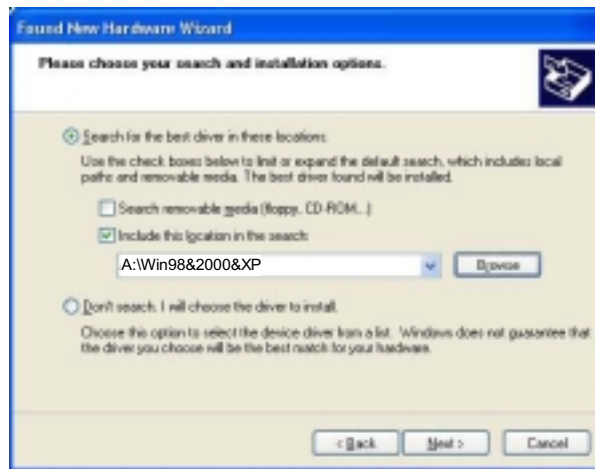 Found New Hardware Wizard
Please choose your search and installation options.
Search for the best driver in these locations.
Use the check boxes below to limit or expand the default search, which includes local
paths and removable media. The best driver found will be installed.
Search removable media (floppy, CD-ROM...)
Include this location in the search:
A:\Win98&2000&XP
Browse
Don't search. I will choose the driver to install.
Choose this option to select the device driver from a list. Windows does not guarantee that
the driver you choose will be the best match for your hardware.
< Back
Next >
Cancel